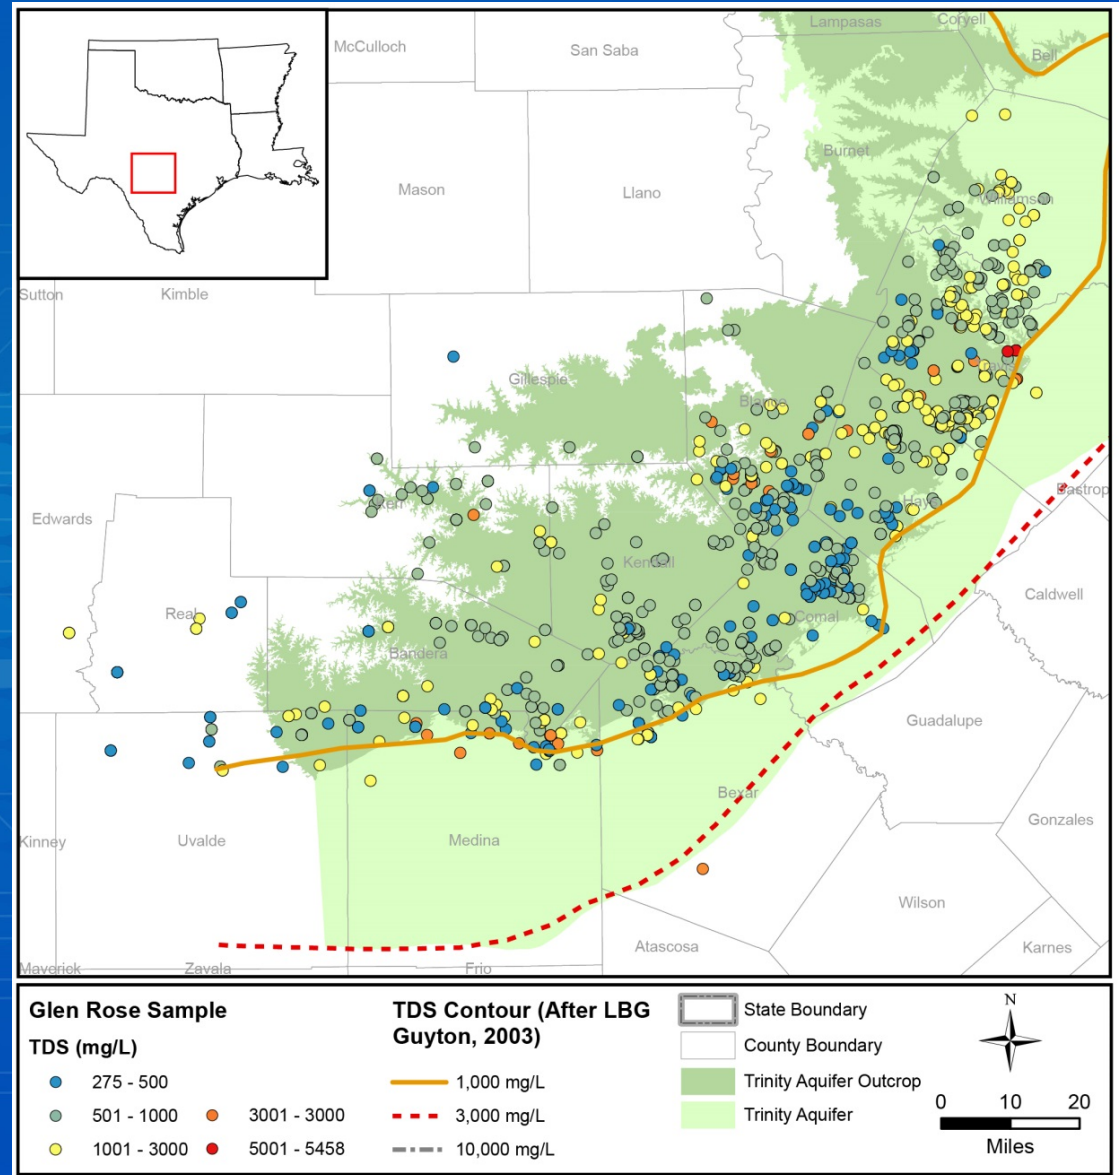 Lampasas
Coryell
McCulloch
San Saba
Bell
Burnet
Mason
Llano
Williamson
Sutton
Kimble
Gillespie
Travis
Blanco
Bastrop
Edwards
Kerr
Hays
Kendall
Caldwell
Real
Comal
Bandera
Guadalupe
Bexar
Gonzales
Kinney
Uvalde
Medina
Wilson
Atascosa
Karnes
Maverick
Zavala
Frio
Glen Rose Sample
TDS (mg/L)
275 - 500
501 - 1000
1001 - 3000
3001 - 3000
5001 - 5458
TDS Contour (After LBG
Guyton, 2003)
1,000 mg/L
3,000 mg/L
10,000 mg/L
State Boundary
County Boundary
Trinity Aquifer Outcrop
Trinity Aquifer
N
0 10 20
Miles